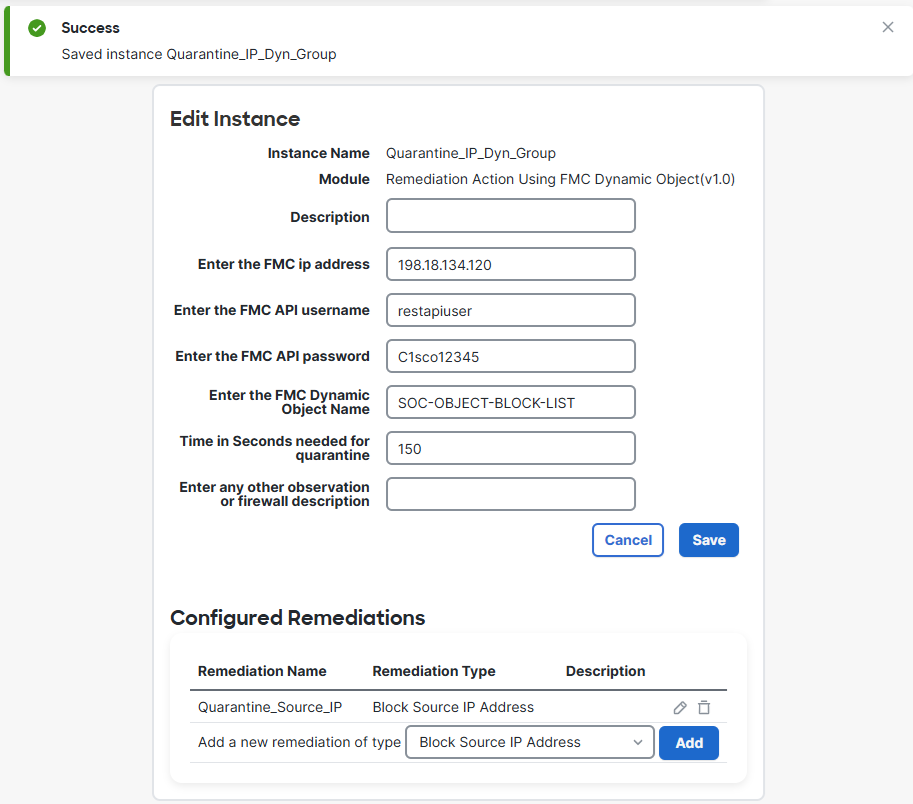 Success
Saved instance Quarantine_IP_Dyn_Group
Edit Instance
Instance Name Quarantine_IP_Dyn_Group
Module Remediation Action Using FMC Dynamic Object(v1.0)
Description
Enter the FMC ip address 198.18.134.120
Enter the FMC API username restapiuser
Enter the FMC API password C1sco12345
Enter the FMC Dynamic
Object Name SOC-OBJECT-BLOCK-LIST
Time in Seconds needed for
quarantine 150
Enter any other observation
or firewall description
Cancel Save
Configured Remediations
Remediation Name Remediation Type Description
Quarantine_Source_IP Block Source IP Address
Add a new remediation of type Block Source IP Address Add